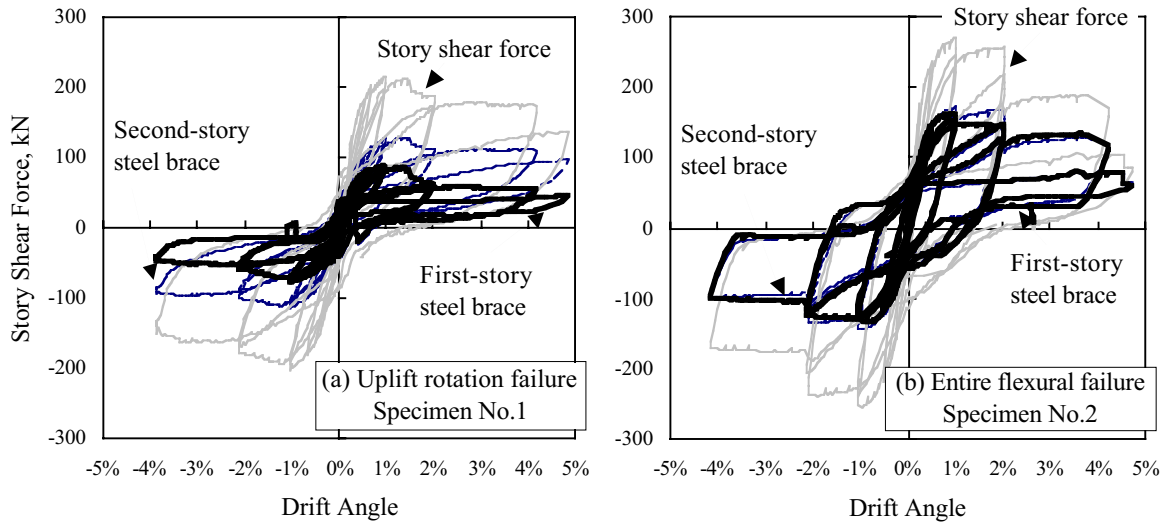 300
200
100
0
-100
-200
-300
Story Shear Force, kN
Story shear force
Second-story
steel brace
First-story
steel brace
(a) Uplift rotation failure
Specimen No.1
-5% -4% -3% -2% -1% 0% 1% 2% 3% 4% 5%
Drift Angle
300
200
100
0
-100
-200
-300
Story shear force
Second-story
steel brace
First-story
steel brace
(b) Entire flexural failure
Specimen No.2
-5% -4% -3% -2% -1% 0% 1% 2% 3% 4% 5%
Drift Angle